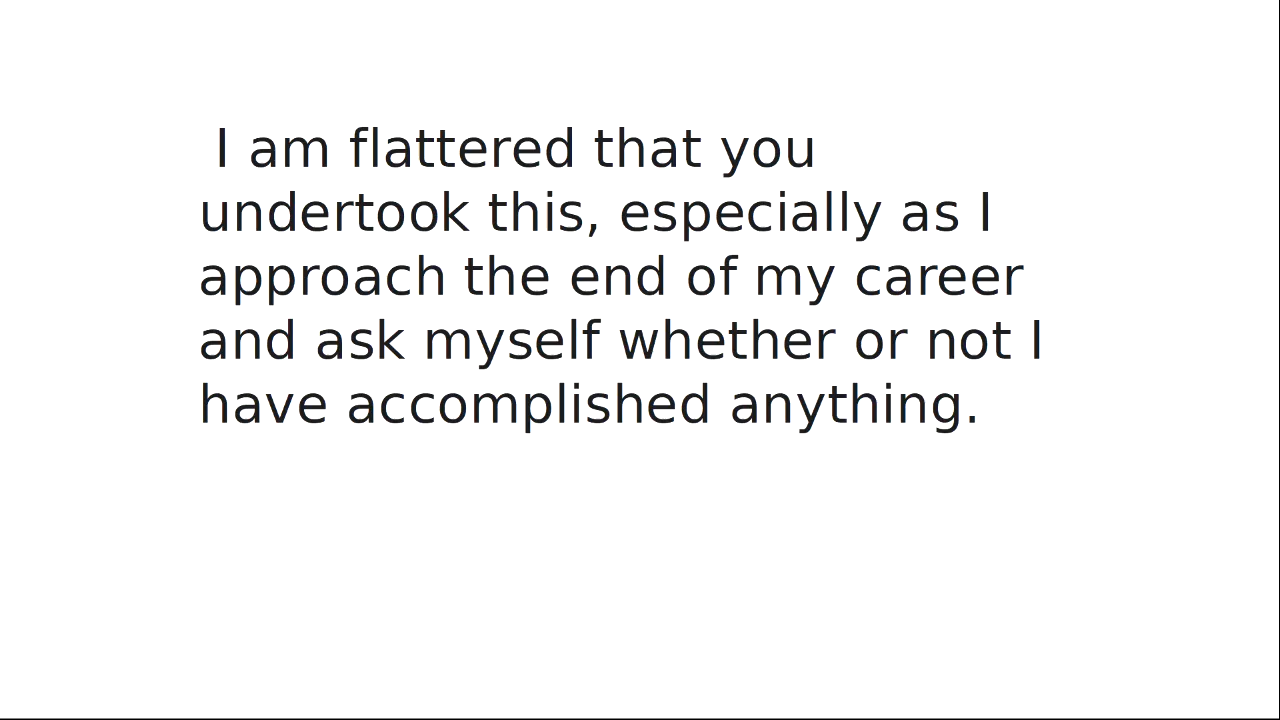 I am flattered that you
undertook this, especially as I
approach the end of my career
and ask myself whether or not I
have accomplished anything.